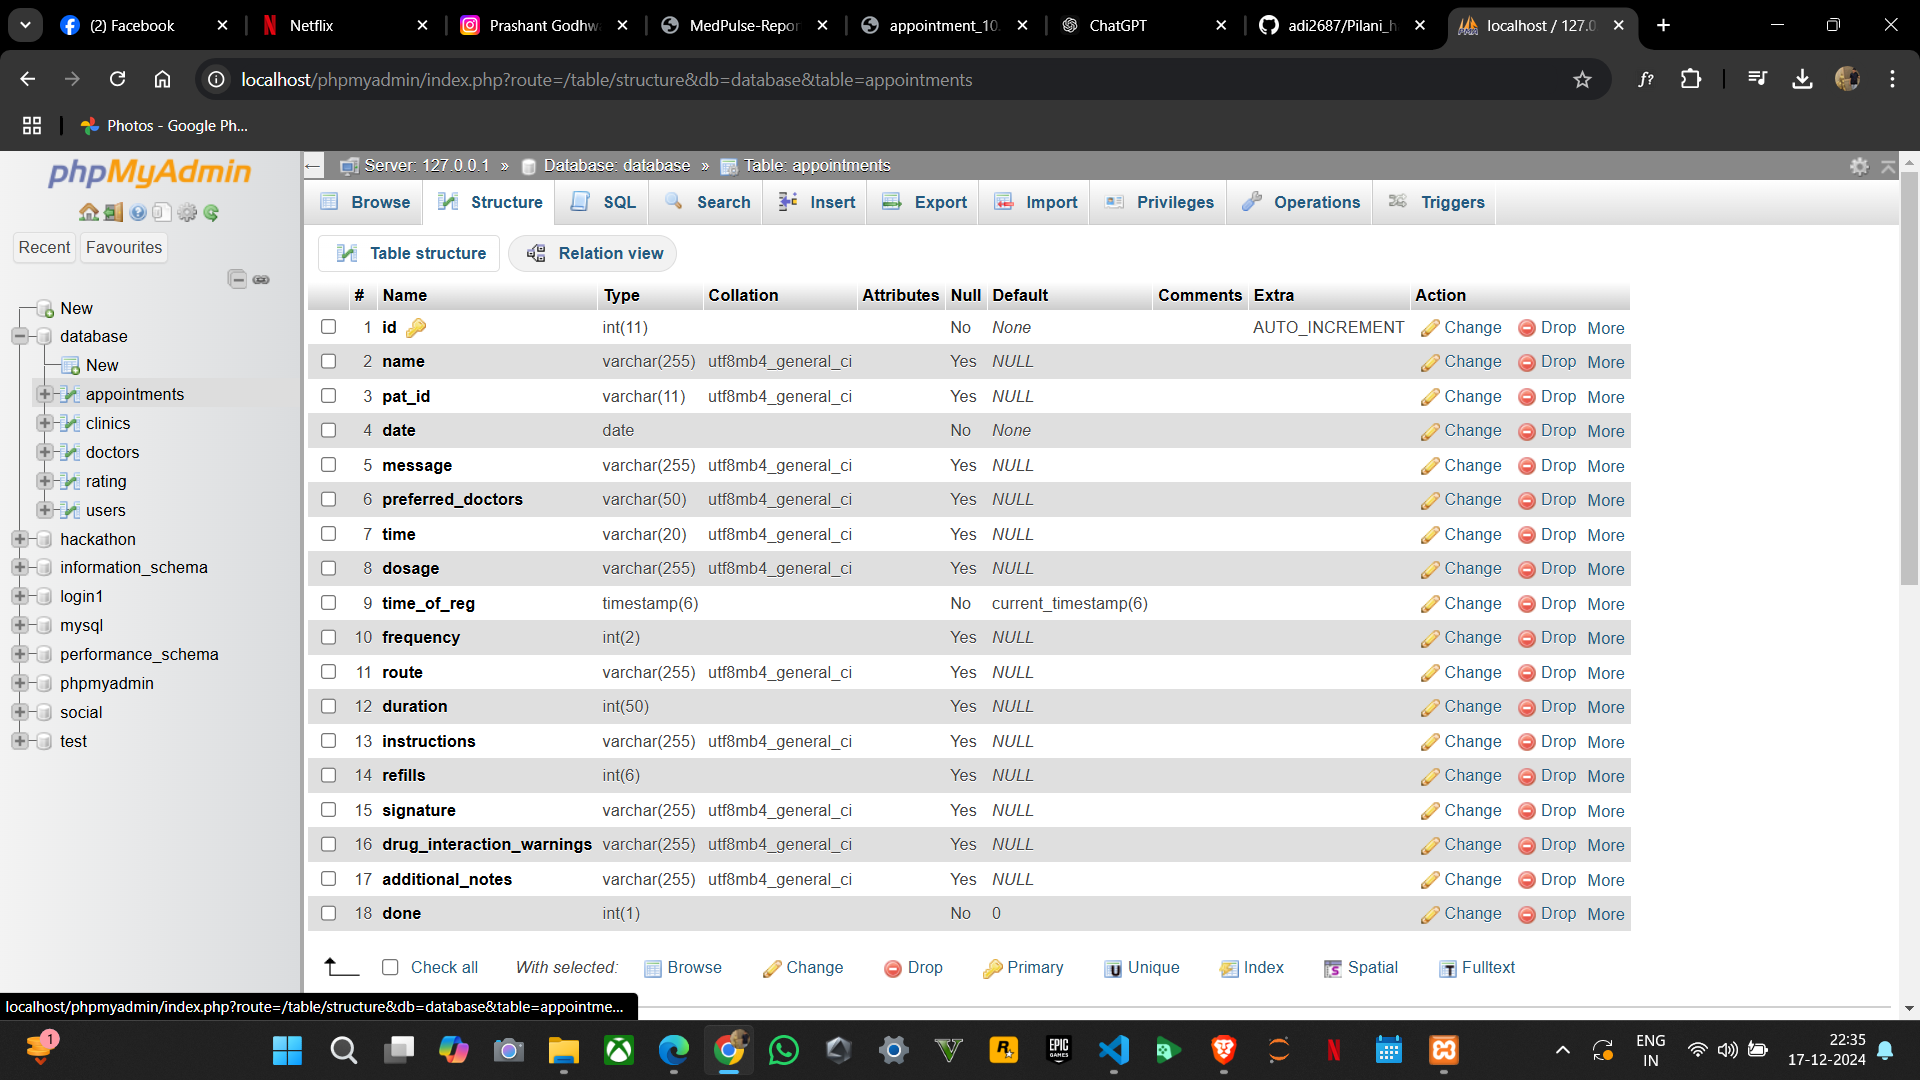 (2) Facebook
Netflix
Prashant Godhw
MedPulse-Repor
appointment_10.
ChatGPT
adi2687/Pilani_h
localhost / 127.0
localhost/phpmyadmin/index.php?route=/table/structure&db=database&table=appointments
Photos - Google Ph...
phpMyAdmin
Recent
Favourites
New
database
New
appointments
clinics
doctors
rating
users
hackathon
information_schema
login1
mysql
performance_schema
phpmyadmin
social
test
Server: 127.0.0.1 » Database: database » Table: appointments
Browse Structure SQL Search Insert Export Import Privileges Operations Triggers
Table structure Relation view
# Name Type Collation Attributes Null Default Comments Extra Action
1 id int(11) No None AUTO_INCREMENT Change Drop More
2 name varchar(255) utf8mb4_general_ci Yes NULL Change Drop More
3 pat_id varchar(11) utf8mb4_general_ci Yes NULL Change Drop More
4 date date No None Change Drop More
5 message varchar(255) utf8mb4_general_ci Yes NULL Change Drop More
6 preferred_doctors varchar(50) utf8mb4_general_ci Yes NULL Change Drop More
7 time varchar(20) utf8mb4_general_ci Yes NULL Change Drop More
8 dosage varchar(255) utf8mb4_general_ci Yes NULL Change Drop More
9 time_of_reg timestamp(6) No current_timestamp(6) Change Drop More
10 frequency int(2) Yes NULL Change Drop More
11 route varchar(255) utf8mb4_general_ci Yes NULL Change Drop More
12 duration int(50) Yes NULL Change Drop More
13 instructions varchar(255) utf8mb4_general_ci Yes NULL Change Drop More
14 refills int(6) Yes NULL Change Drop More
15 signature varchar(255) utf8mb4_general_ci Yes NULL Change Drop More
16 drug_interaction_warnings varchar(255) utf8mb4_general_ci Yes NULL Change Drop More
17 additional_notes varchar(255) utf8mb4_general_ci Yes NULL Change Drop More
18 done int(1) No 0 Change Drop More
Check all With selected: Browse Change Drop Primary Unique Index Spatial Fulltext
localhost/phpmyadmin/index.php?route=/table/structure&db=database&table=appointme...
1
EPIC
GAMES
ENG
IN
22:35
17-12-2024